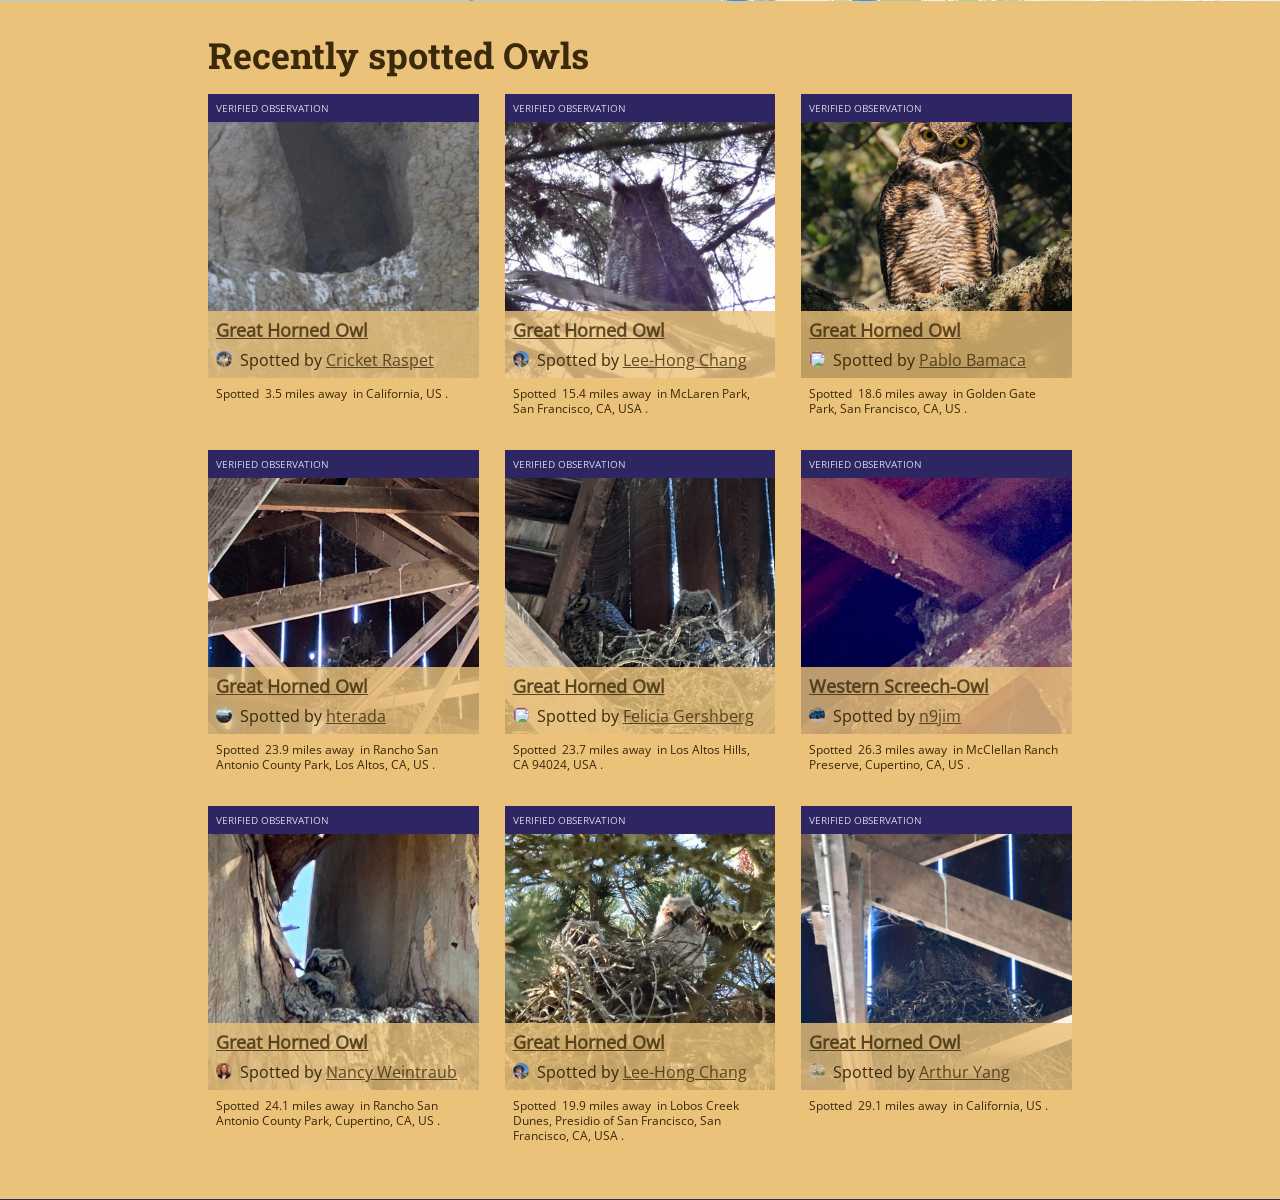 Recently spotted Owls
VERIFIED OBSERVATION
Great Horned Owl
Spotted by Cricket Raspet
Spotted 3.5 miles away in California, US .
VERIFIED OBSERVATION
Great Horned Owl
Spotted by Lee-Hong Chang
Spotted 15.4 miles away in McLaren Park,
San Francisco, CA, USA .
VERIFIED OBSERVATION
Great Horned Owl
Spotted by Pablo Bamaca
Spotted 18.6 miles away in Golden Gate
Park, San Francisco, CA, US .
VERIFIED OBSERVATION
Great Horned Owl
Spotted by hterada
Spotted 23.9 miles away in Rancho San
Antonio County Park, Los Altos, CA, US .
VERIFIED OBSERVATION
Great Horned Owl
Spotted by Felicia Gershberg
Spotted 23.7 miles away in Los Altos Hills,
CA 94024, USA .
VERIFIED OBSERVATION
Western Screech-Owl
Spotted by n9jim
Spotted 26.3 miles away in McClellan Ranch
Preserve, Cupertino, CA, US .
VERIFIED OBSERVATION
Great Horned Owl
Spotted by Nancy Weintraub
Spotted 24.1 miles away in Rancho San
Antonio County Park, Cupertino, CA, US .
VERIFIED OBSERVATION
Great Horned Owl
Spotted by Lee-Hong Chang
Spotted 19.9 miles away in Lobos Creek
Dunes, Presidio of San Francisco, San
Francisco, CA, USA .
VERIFIED OBSERVATION
Great Horned Owl
Spotted by Arthur Yang
Spotted 29.1 miles away in California, US .